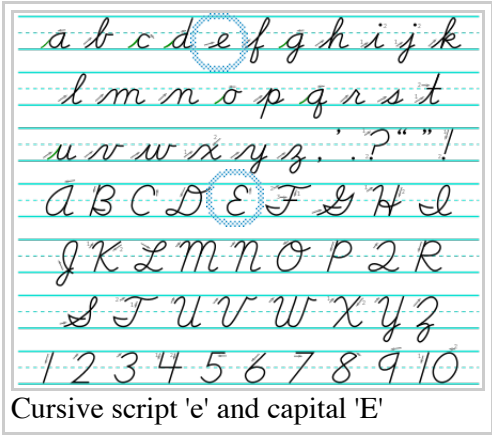 a b c d e f g h i j k
l m n o p q r s t
u v w x y z , ' . ? “ ” !
A B C D E F G H I
J K L M N O P Q R
S T U V W X Y Z
1 2 3 4 5 6 7 8 9 10
Cursive script 'e' and capital 'E'